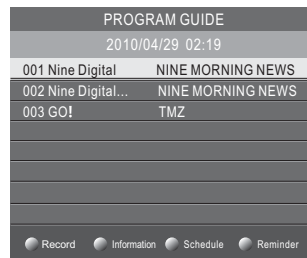 PROGRAM GUIDE
2010/04/29 02:19
001 Nine Digital NINE MORNING NEWS
002 Nine Digital... NINE MORNING NEWS
003 GO! TMZ
Record Information Schedule Reminder